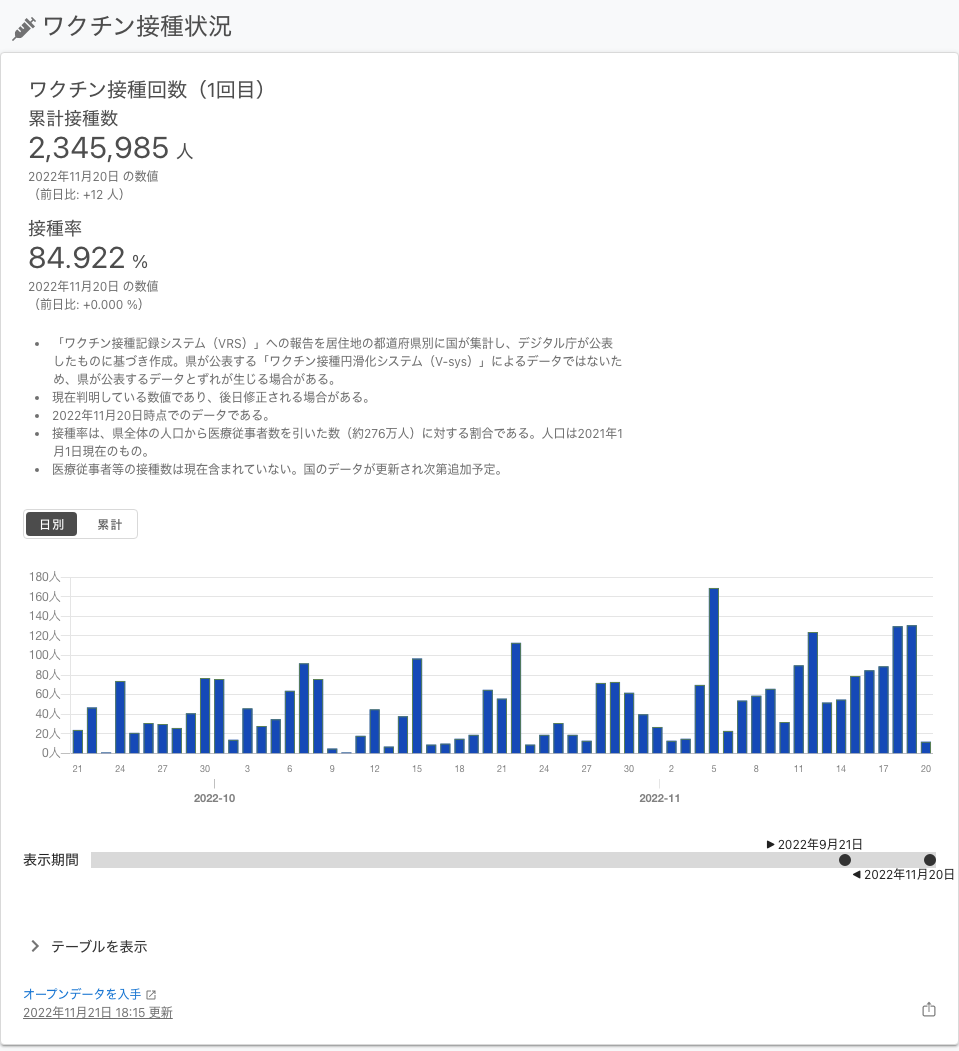 ワクチン接種状況
ワクチン接種回数（1回目）
累計接種数
2,345,985 人
2022年11月20日 の数値
（前日比: +12 人）
接種率
84.922 %
2022年11月20日 の数値
（前日比: +0.000 %）
• 「ワクチン接種記録システム（VRS）」への報告を居住地の都道府県別に国が集計し、デジタル庁が公表
したものに基づき作成。県が公表する「ワクチン接種円滑化システム（V-sys）」によるデータではないた
め、県が公表するデータとずれが生じる場合がある。
• 現在判明している数値であり、後日修正される場合がある。
• 2022年11月20日時点でのデータである。
• 接種率は、県全体の人口から医療従事者数を引いた数（約276万人）に対する割合である。人口は2021年1
月1日現在のもの。
• 医療従事者等の接種数は現在含まれていない。国のデータが更新され次第追加予定。
日別 累計
180人
160人
140人
120人
100人
80人
60人
40人
20人
0人
21 24 27 30 3 6 9 12 15 18 21 24 27 30 2 5 8 11 14 17 20
2022-10 2022-11
▶ 2022年9月21日
表示期間
◀ 2022年11月20日
テーブルを表示
オープンデータを入手
2022年11月21日 18:15 更新